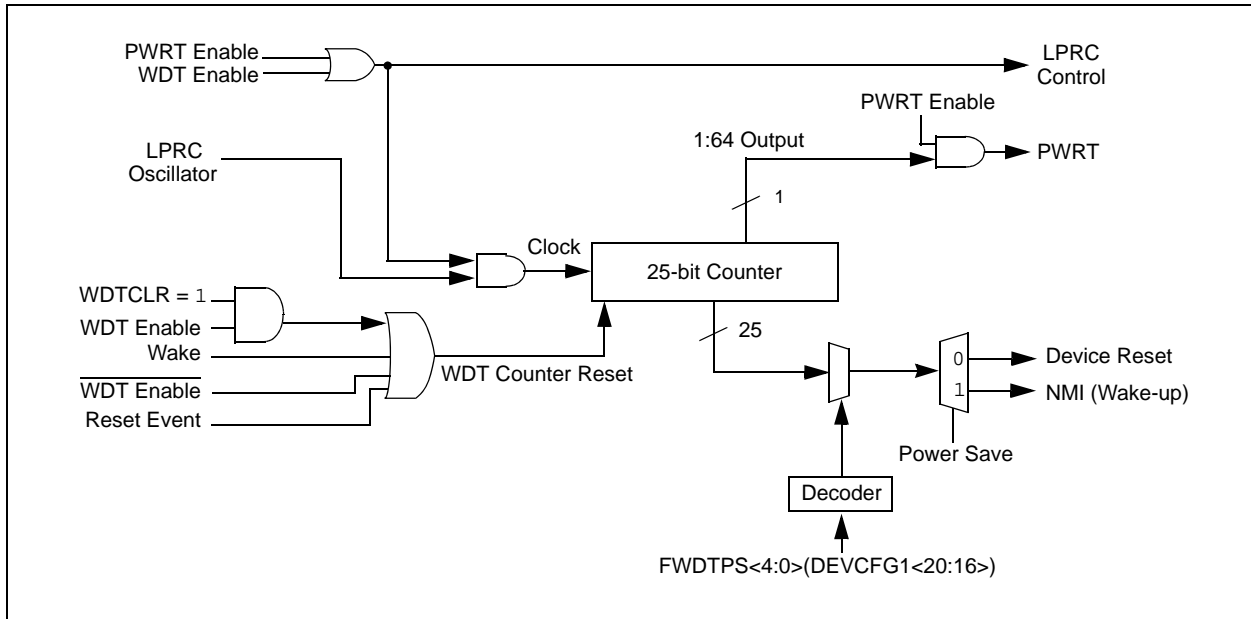 PWRT Enable
WDT Enable
LPRC
Control
PWRT Enable
1:64 Output
PWRT
LPRC
Oscillator
1
Clock
25-bit Counter
WDTCLR = 1
WDT Enable
Wake
WDT Enable
Reset Event
WDT Counter Reset
25
0
1
Device Reset
NMI (Wake-up)
Power Save
Decoder
FWDTPS<4:0>(DEVCFG1<20:16>)